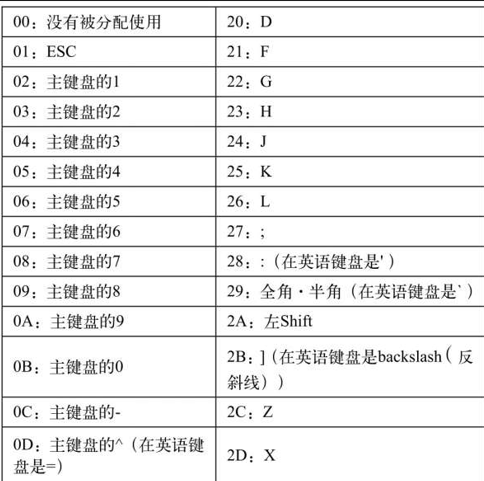 00：没有被分配使用
20：D
01：ESC
21：F
02：主键盘的1
22：G
03：主键盘的2
23：H
04：主键盘的3
24：J
05：主键盘的4
25：K
06：主键盘的5
26：L
07：主键盘的6
27：;
08：主键盘的7
28：:（在英语键盘是'）
09：主键盘的8
29：全角·半角（在英语键盘是`）
0A：主键盘的9
2A：左Shift
0B：主键盘的0
2B：]（在英语键盘是backslash（反
斜线））
0C：主键盘的-
2C：Z
0D：主键盘的^（在英语键
盘是=）
2D：X